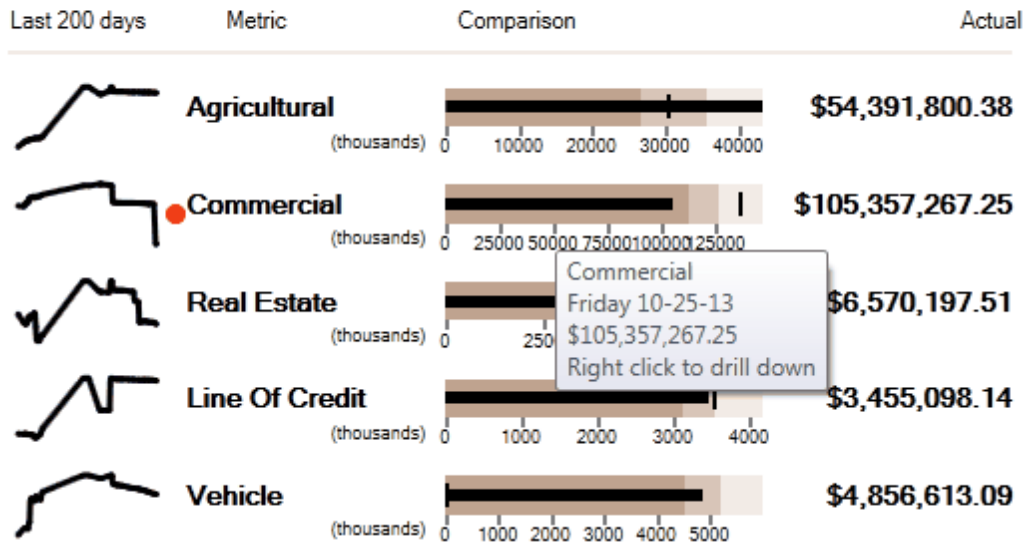 Last 200 days Metric Comparison Actual
Agricultural $54,391,800.38
(thousands) 0 10000 20000 30000 40000
Commercial $105,357,267.25
(thousands) 0 25000 50000 75000 100000 125000
Commercial
Friday 10-25-13
$105,357,267.25
Right click to drill down
Real Estate $6,570,197.51
(thousands) 0 250
Line Of Credit $3,455,098.14
(thousands) 0 1000 2000 3000 4000
Vehicle $4,856,613.09
(thousands) 0 1000 2000 3000 4000 5000